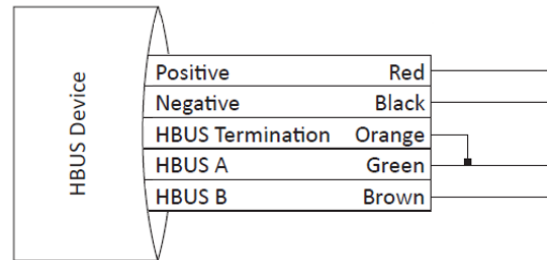 HBUS Device
Positive Red
Negative Black
HBUS Termination Orange
HBUS A Green
HBUS B Brown